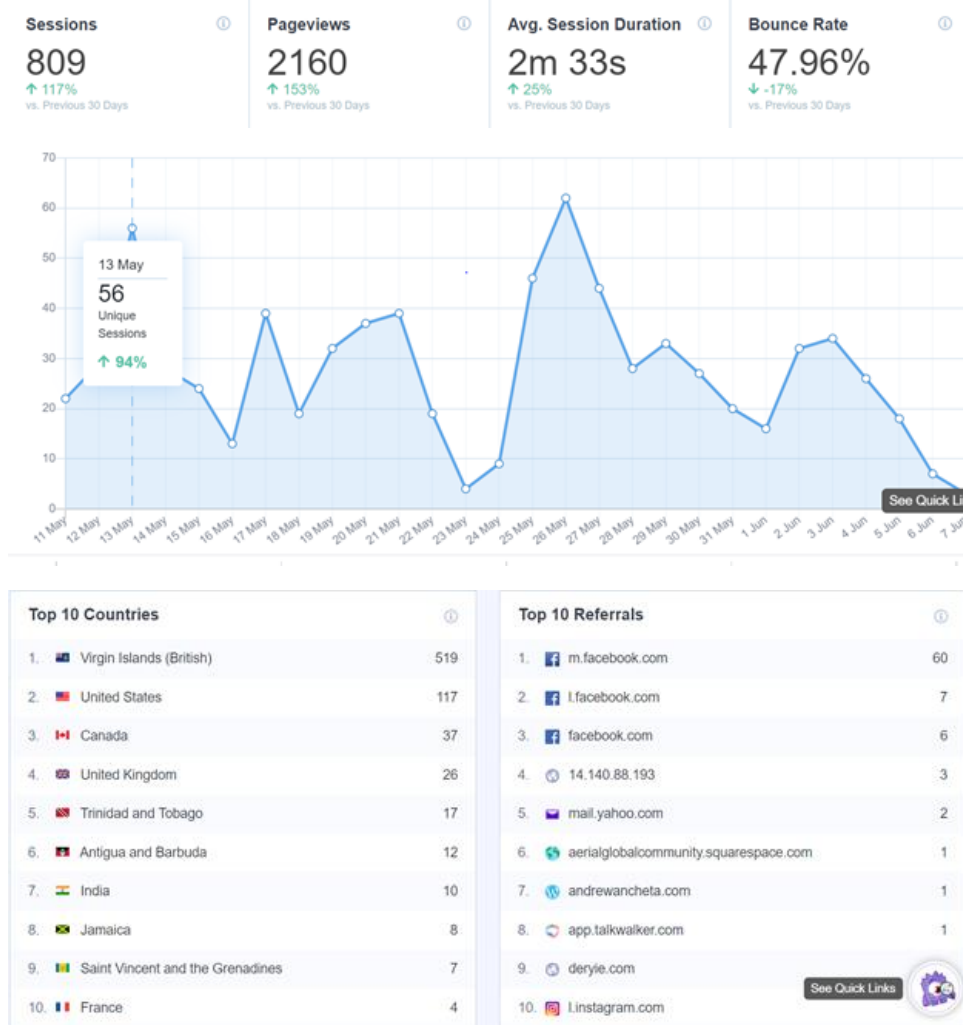 Sessions
809
↑ 117%
vs. Previous 30 Days
Pageviews
2160
↑ 153%
vs. Previous 30 Days
Avg. Session Duration
2m 33s
↑ 25%
vs. Previous 30 Days
Bounce Rate
47.96%
↓ -17%
vs. Previous 30 Days
70
60
50
40
30
20
10
0
13 May
56
Unique
Sessions
↑ 94%
See Quick Li
11 May 12 May 13 May 14 May 15 May 16 May 17 May 18 May 19 May 20 May 21 May 22 May 23 May 24 May 25 May 26 May 27 May 28 May 29 May 30 May 31 May 1 Jun 2 Jun 3 Jun 4 Jun 5 Jun 6 Jun 7 Jun
Top 10 Countries
1. Virgin Islands (British) 519
2. United States 117
3. Canada 37
4. United Kingdom 26
5. Trinidad and Tobago 17
6. Antigua and Barbuda 12
7. India 10
8. Jamaica 8
9. Saint Vincent and the Grenadines 7
10. France 4
Top 10 Referrals
1. m.facebook.com 60
2. l.facebook.com 7
3. facebook.com 6
4. 14.140.88.193 3
5. mail.yahoo.com 2
6. aerialglobalcommunity.squarespace.com 1
7. andrewancheta.com 1
8. app.talkwalker.com 1
9. deryie.com
10. l.instagram.com
See Quick Links